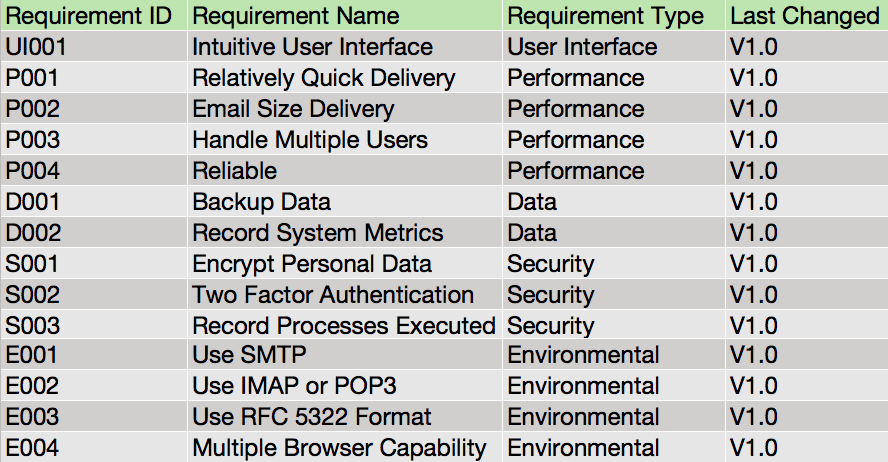 Requirement ID Requirement Name Requirement Type Last Changed
UI001 Intuitive User Interface User Interface V1.0
P001 Relatively Quick Delivery Performance V1.0
P002 Email Size Delivery Performance V1.0
P003 Handle Multiple Users Performance V1.0
P004 Reliable Performance V1.0
D001 Backup Data Data V1.0
D002 Record System Metrics Data V1.0
S001 Encrypt Personal Data Security V1.0
S002 Two Factor Authentication Security V1.0
S003 Record Processes Executed Security V1.0
E001 Use SMTP Environmental V1.0
E002 Use IMAP or POP3 Environmental V1.0
E003 Use RFC 5322 Format Environmental V1.0
E004 Multiple Browser Capability Environmental V1.0